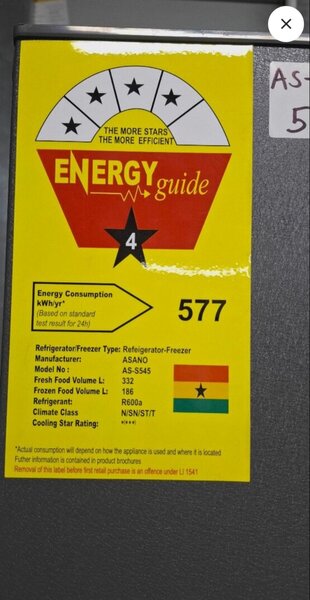 AS-
5
THE MORE STARS
THE MORE EFFICIENT
ENERGY
guide
4
Energy Consumption
kWh/yr*
(Based on standard
test result for 24h)
577
Refrigerator/Freezer Type: Refeigerator-Freezer
Manufacturer: ASANO
Model No : AS-S545
Fresh Food Volume L: 332
Frozen Food Volume L: 186
Refrigerant: R600a
Climate Class N/SN/ST/T
Cooling Star Rating:
*Actual consumption will depend on how the appliance is used and where it is located
Futher information is contained in product brochures
Removal of this label before first retail purchase is an offence under LI 1541